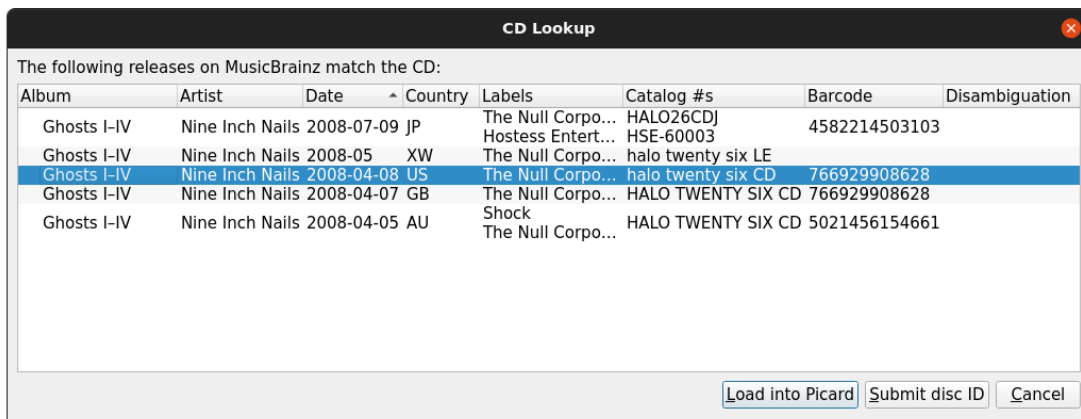 CD Lookup
The following releases on MusicBrainz match the CD:
Album Artist Date Country Labels Catalog #s Barcode Disambiguation
Ghosts I–IV Nine Inch Nails 2008-07-09 JP The Null Corpo... HALO26CDJ 4582214503103
Hostess Entert... HSE-60003
Ghosts I–IV Nine Inch Nails 2008-05 XW The Null Corpo... halo twenty six LE
Ghosts I–IV Nine Inch Nails 2008-04-08 US The Null Corpo... halo twenty six CD 766929908628
Ghosts I–IV Nine Inch Nails 2008-04-07 GB The Null Corpo... HALO TWENTY SIX CD 766929908628
Ghosts I–IV Nine Inch Nails 2008-04-05 AU Shock HALO TWENTY SIX CD 5021456154661
The Null Corpo...
Load into Picard Submit disc ID Cancel